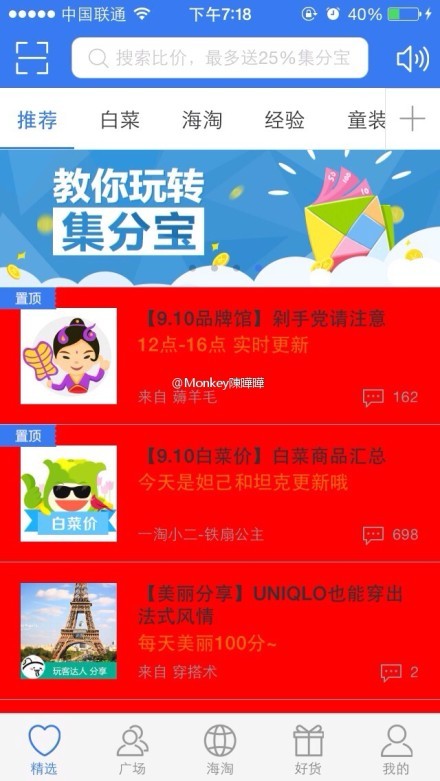 中国联通 下午7:18 40%
搜索比价，最多送25%集分宝
推荐 白菜 海淘 经验 童装
教你玩转
集分宝
置顶
【9.10品牌馆】剁手党请注意
12点-16点 实时更新
@Monkey陳曄曄
来自 薅羊毛 162
置顶
【9.10白菜价】白菜商品汇总
今天是妲己和坦克更新哦
白菜价
一淘小二-铁扇公主 698
【美丽分享】UNIQLO也能穿出
法式风情
每天美丽100分~
玩客达人 分享
来自 穿搭术 2
精选 广场 海淘 好货 我的